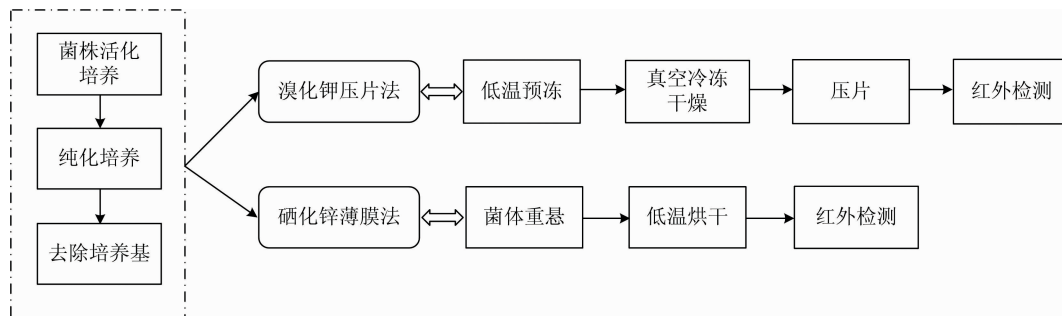 菌株活化
培养
纯化培养
去除培养基
溴化钾压片法
低温预冻
真空冷冻
干燥
压片
红外检测
硒化锌薄膜法
菌体重悬
低温烘干
红外检测